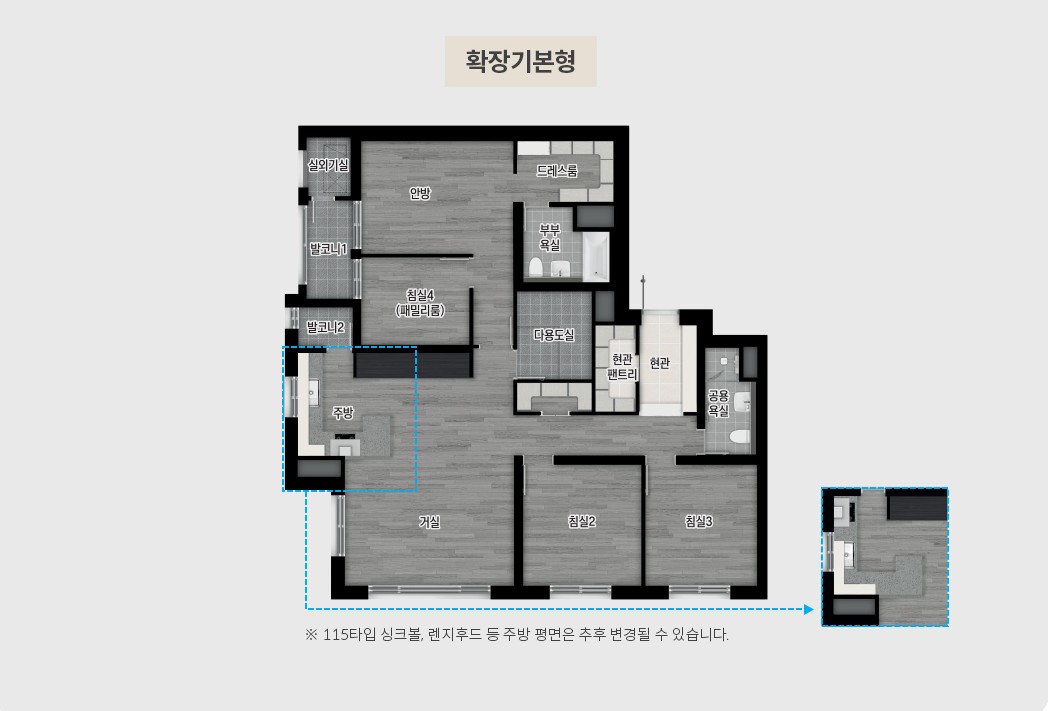 확장기본형
실외기실
안방
드레스룸
부부
욕실
발코니1
침실4
(패밀리룸)
발코니2
다용도실
현관
팬트리
현관
공용
욕실
주방
거실
침실2
침실3
※ 115타입 싱크볼, 렌지후드 등 주방 평면은 추후 변경될 수 있습니다.